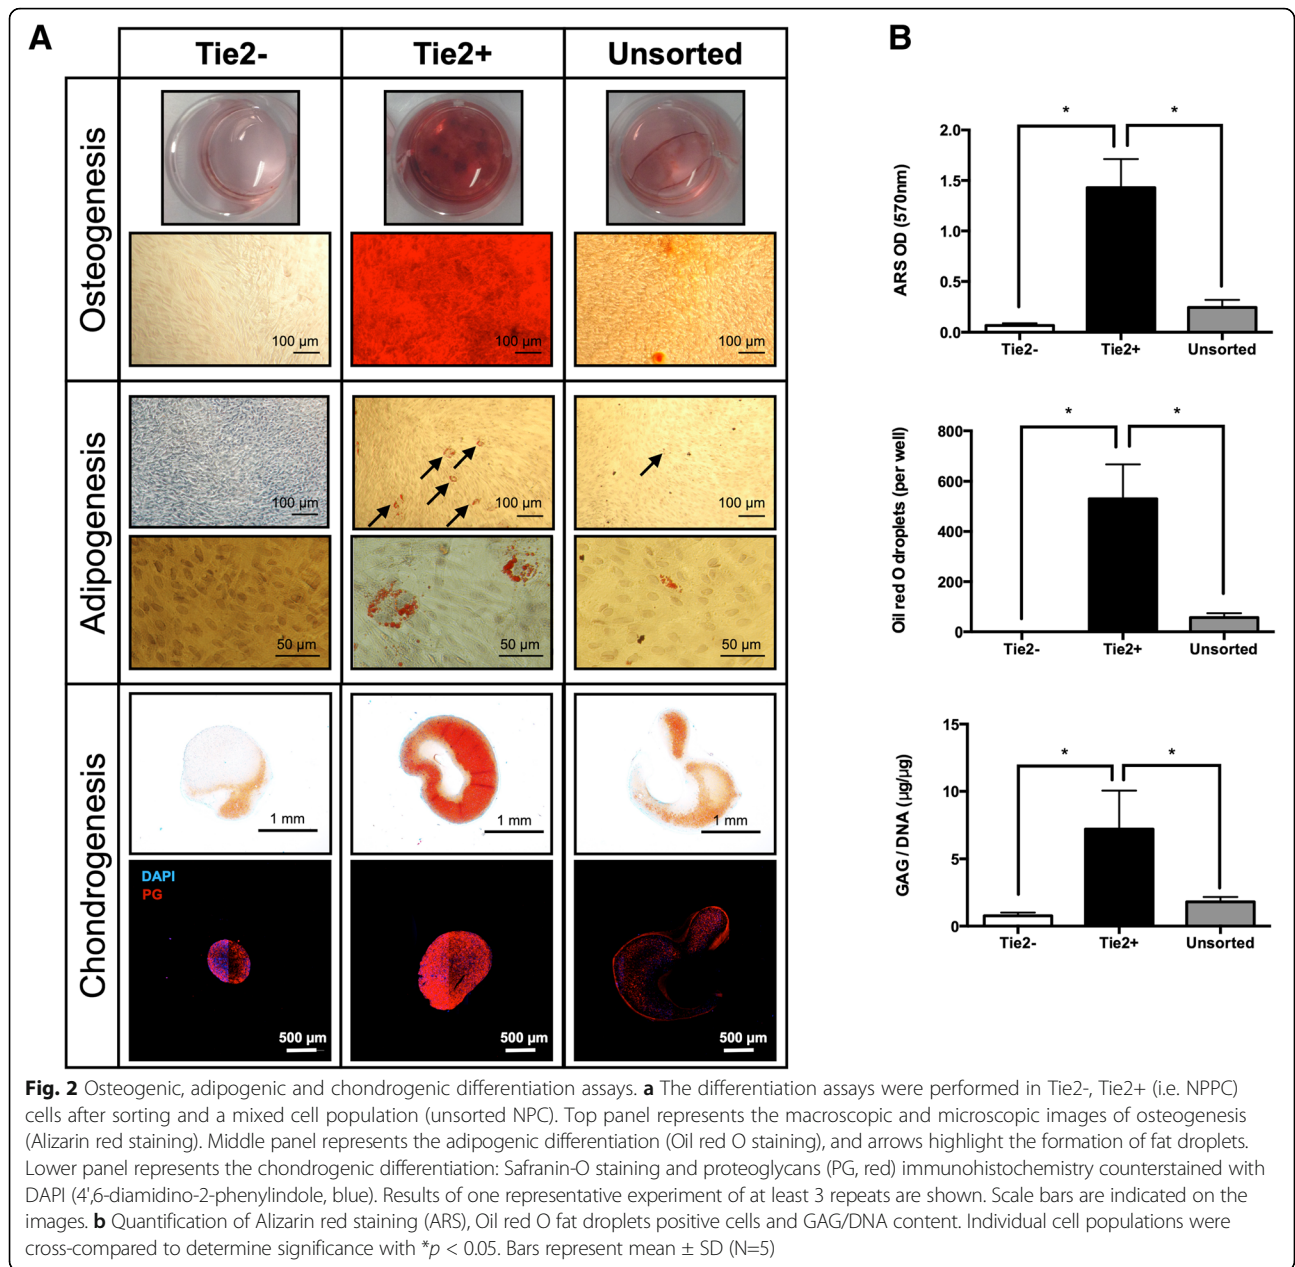 A
Tie2-
Tie2+
Unsorted
Osteogenesis
100 µm
100 µm
100 µm
Adipogenesis
100 µm
100 µm
100 µm
50 µm
50 µm
50 µm
Chondrogenesis
1 mm
1 mm
1 mm
DAPI
PG
500 µm
500 µm
500 µm
B
ARS OD (570nm)
2.0
1.5
1.0
0.5
0.0
*
*
Tie2-
Tie2+
Unsorted
Oil red O droplets (per well)
800
600
400
200
0
*
*
Tie2-
Tie2+
Unsorted
GAG / DNA (µg/µg)
15
10
5
0
*
*
Tie2-
Tie2+
Unsorted
Fig. 2 Osteogenic, adipogenic and chondrogenic differentiation assays. a The differentiation assays were performed in Tie2-, Tie2+ (i.e. NPPC)
cells after sorting and a mixed cell population (unsorted NPC). Top panel represents the macroscopic and microscopic images of osteogenesis
(Alizarin red staining). Middle panel represents the adipogenic differentiation (Oil red O staining), and arrows highlight the formation of fat droplets.
Lower panel represents the chondrogenic differentiation: Safranin-O staining and proteoglycans (PG, red) immunohistochemistry counterstained with
DAPI (4',6-diamidino-2-phenylindole, blue). Results of one representative experiment of at least 3 repeats are shown. Scale bars are indicated on the
images. b Quantification of Alizarin red staining (ARS), Oil red O fat droplets positive cells and GAG/DNA content. Individual cell populations were
cross-compared to determine significance with *p < 0.05. Bars represent mean ± SD (N=5)